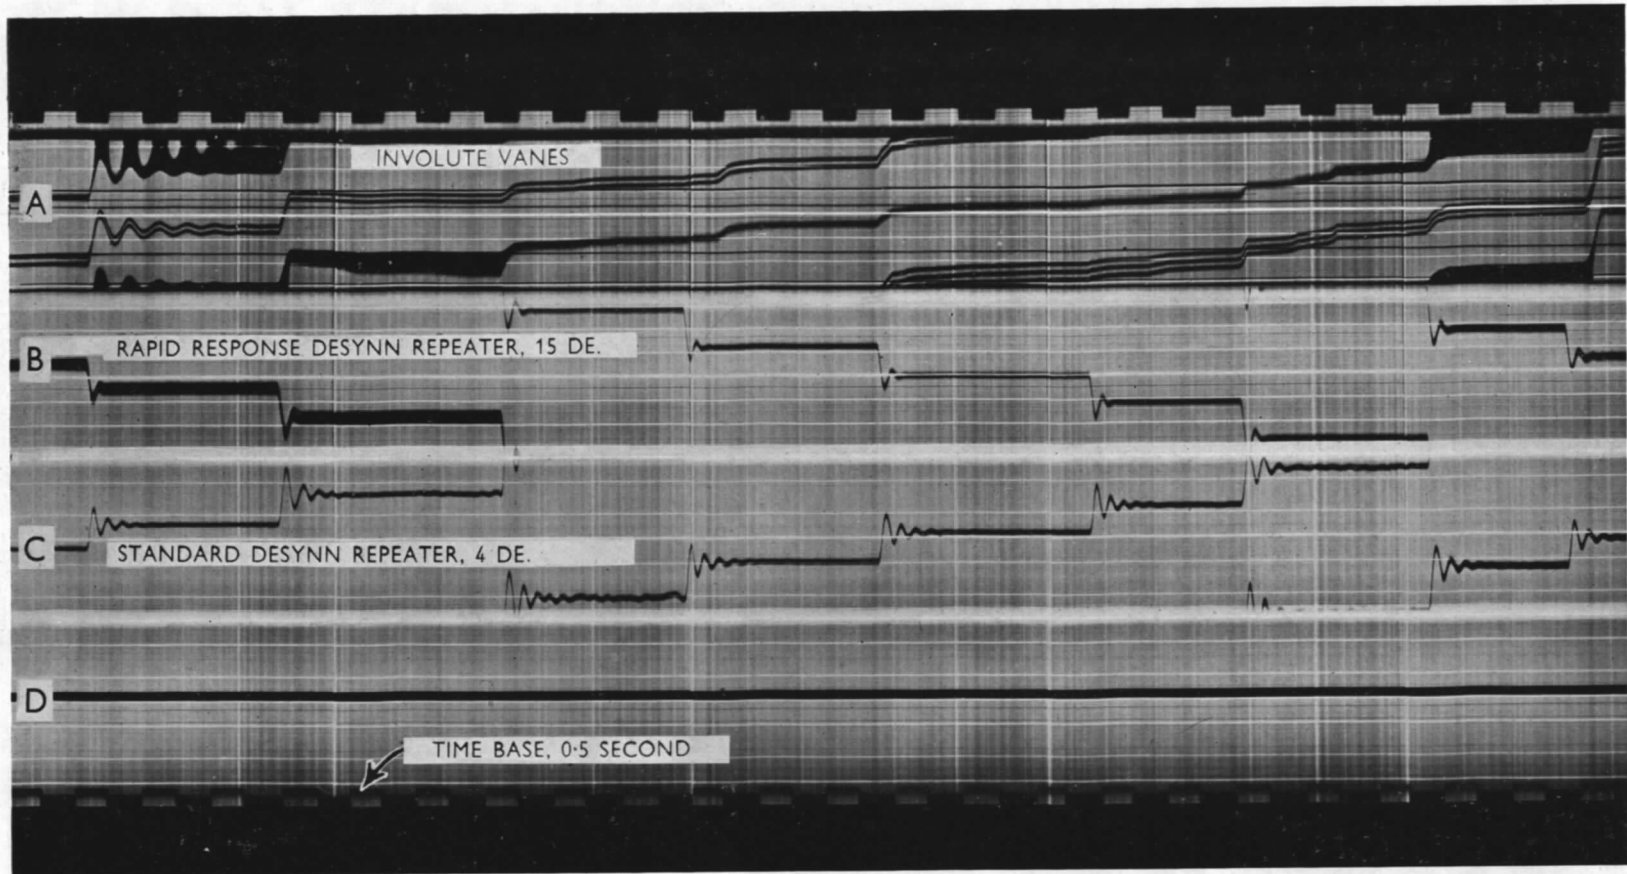 INVOLUTE VANES
A
RAPID RESPONSE DESYNN REPEATER, 15 DE.
B
C
STANDARD DESYNN REPEATER, 4 DE.
D
TIME BASE, 0·5 SECOND